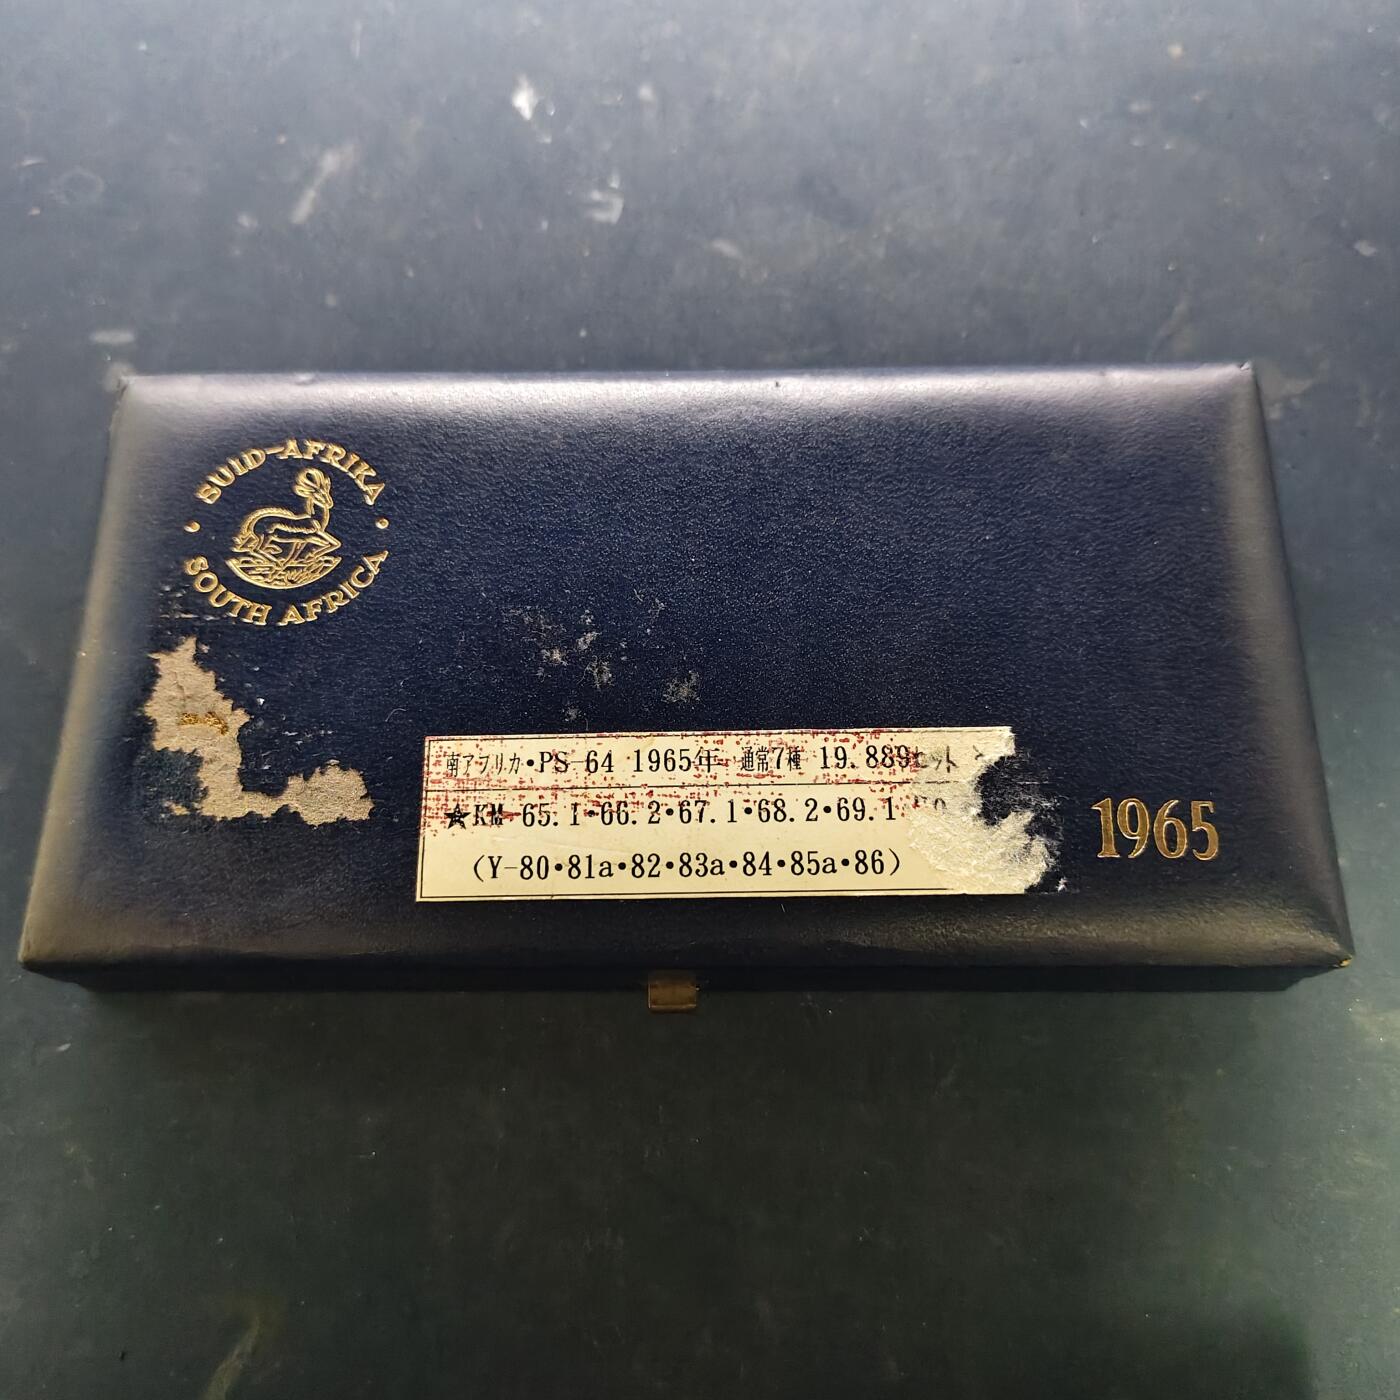 SUID-AFRIKA
SOUTH AFRICA
南アフリカ・PS-64 1965年 通常7種 19.889セット
★KM-65.1・66.2・67.1・68.2・69.1
(Y-80・81a・82・83a・84・85a・86)
1965